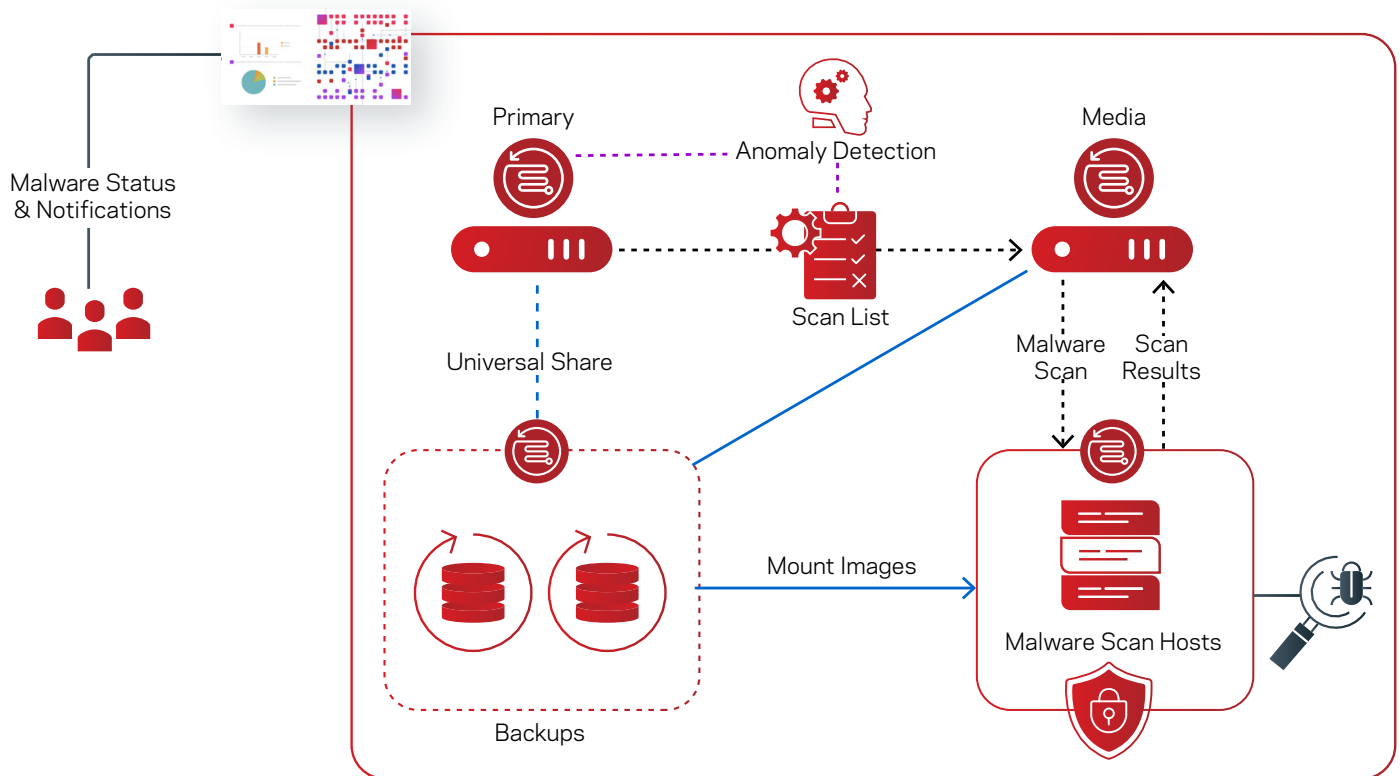 Primary
Anomaly Detection
Media
Malware Status
& Notifications
Scan List
Universal Share
Malware
Scan
Scan
Results
Mount Images
Malware Scan Hosts
Backups